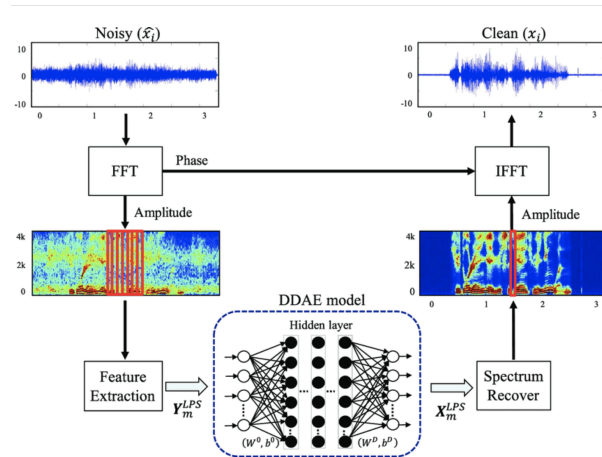 Noisy (x̂ᵢ)
Clean (xᵢ)
10
0
-10
0 1 2 3
10
0
-10
0 1 2 3
FFT
Phase
IFFT
Amplitude
Amplitude
4k
2k
0
4k
2k
0
0 1 2 3
DDAE model
Hidden layer
Feature
Extraction
Y_m^{LPS}
(W⁰, b⁰)
(W^D, b^D)
X_m^{LPS}
Spectrum
Recover